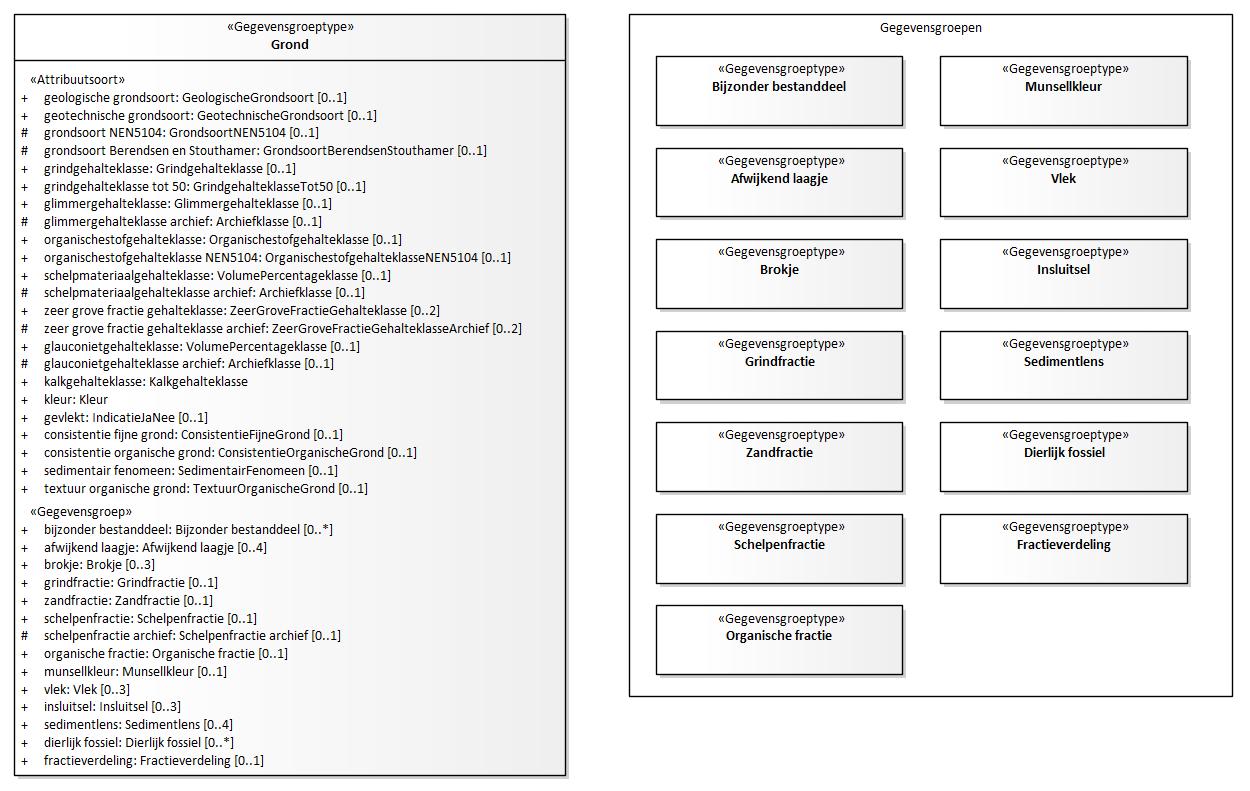 «Gegevensgroeptype»
Grond
«Attribuutsoort»
+ geologische grondsoort: GeologischeGrondsoort [0..1]
+ geotechnische grondsoort: GeotechnischeGrondsoort [0..1]
# grondsoort NEN5104: GrondsoortNEN5104 [0..1]
# grondsoort Berendsen en Stouthamer: GrondsoortBerendsenStouthamer [0..1]
+ grindgehalteklasse: Grindgehalteklasse [0..1]
+ grindgehalteklasse tot 50: GrindgehalteklasseTot50 [0..1]
+ glimmergehalteklasse: Glimmergehalteklasse [0..1]
# glimmergehalteklasse archief: Archiefklasse [0..1]
+ organischestofgehalteklasse: Organischestofgehalteklasse [0..1]
+ organischestofgehalteklasse NEN5104: OrganischestofgehalteklasseNEN5104 [0..1]
+ schelpmateriaalgehalteklasse: VolumePercentageklasse [0..1]
# schelpmateriaalgehalteklasse archief: Archiefklasse [0..1]
+ zeer grove fractie gehalteklasse: ZeerGroveFractieGehalteklasse [0..2]
# zeer grove fractie gehalteklasse archief: ZeerGroveFractieGehalteklasseArchief [0..2]
+ glauconietgehalteklasse: VolumePercentageklasse [0..1]
# glauconietgehalteklasse archief: Archiefklasse [0..1]
+ kalkgehalteklasse: Kalkgehalteklasse
+ kleur: Kleur
+ gevlekt: IndicatieJaNee [0..1]
+ consistentie fijne grond: ConsistentieFijneGrond [0..1]
+ consistentie organische grond: ConsistentieOrganischeGrond [0..1]
+ sedimentair fenomeen: SedimentairFenomeen [0..1]
+ textuur organische grond: TextuurOrganischeGrond [0..1]
«Gegevensgroep»
+ bijzonder bestanddeel: Bijzonder bestanddeel [0..*]
+ afwijkend laagje: Afwijkend laagje [0..4]
+ brokje: Brokje [0..3]
+ grindfractie: Grindfractie [0..1]
+ zandfractie: Zandfractie [0..1]
+ schelpenfractie: Schelpenfractie [0..1]
# schelpenfractie archief: Schelpenfractie archief [0..1]
+ organische fractie: Organische fractie [0..1]
+ munsellkleur: Munsellkleur [0..1]
+ vlek: Vlek [0..3]
+ insluitsel: Insluitsel [0..3]
+ sedimentlens: Sedimentlens [0..4]
+ dierlijk fossiel: Dierlijk fossiel [0..*]
+ fractieverdeling: Fractieverdeling [0..1]
Gegevensgroepen
«Gegevensgroeptype»
Bijzonder bestanddeel
«Gegevensgroeptype»
Munsellkleur
«Gegevensgroeptype»
Afwijkend laagje
«Gegevensgroeptype»
Vlek
«Gegevensgroeptype»
Brokje
«Gegevensgroeptype»
Insluitsel
«Gegevensgroeptype»
Grindfractie
«Gegevensgroeptype»
Sedimentlens
«Gegevensgroeptype»
Zandfractie
«Gegevensgroeptype»
Dierlijk fossiel
«Gegevensgroeptype»
Schelpenfractie
«Gegevensgroeptype»
Fractieverdeling
«Gegevensgroeptype»
Organische fractie